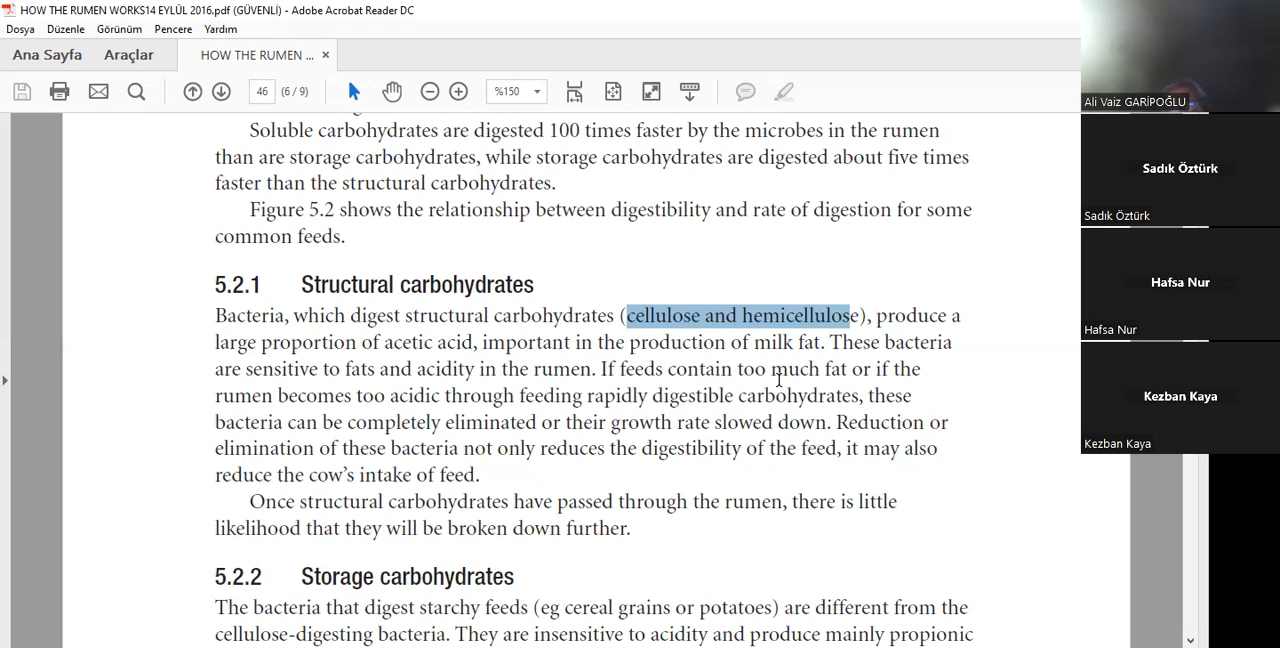 HOW THE RUMEN WORKS14 EYLÜL 2016.pdf (GÜVENLİ) - Adobe Acrobat Reader DC
Dosya Düzenle Görünüm Pencere Yardım
Ana Sayfa Araçlar HOW THE RUMEN ... ×
46 (6 / 9) %150
Soluble carbohydrates are digested 100 times faster by the microbes in the rumen
than are storage carbohydrates, while storage carbohydrates are digested about five times
faster than the structural carbohydrates.
Figure 5.2 shows the relationship between digestibility and rate of digestion for some
common feeds.
5.2.1 Structural carbohydrates
Bacteria, which digest structural carbohydrates (cellulose and hemicellulose), produce a
large proportion of acetic acid, important in the production of milk fat. These bacteria
are sensitive to fats and acidity in the rumen. If feeds contain too much fat or if the
rumen becomes too acidic through feeding rapidly digestible carbohydrates, these
bacteria can be completely eliminated or their growth rate slowed down. Reduction or
elimination of these bacteria not only reduces the digestibility of the feed, it may also
reduce the cow's intake of feed.
Once structural carbohydrates have passed through the rumen, there is little
likelihood that they will be broken down further.
5.2.2 Storage carbohydrates
The bacteria that digest starchy feeds (eg cereal grains or potatoes) are different from the
cellulose-digesting bacteria. They are insensitive to acidity and produce mainly propionic
Ali Vaiz GARİPOĞLU
Sadık Öztürk
Sadık Öztürk
Hafsa Nur
Hafsa Nur
Kezban Kaya
Kezban Kaya